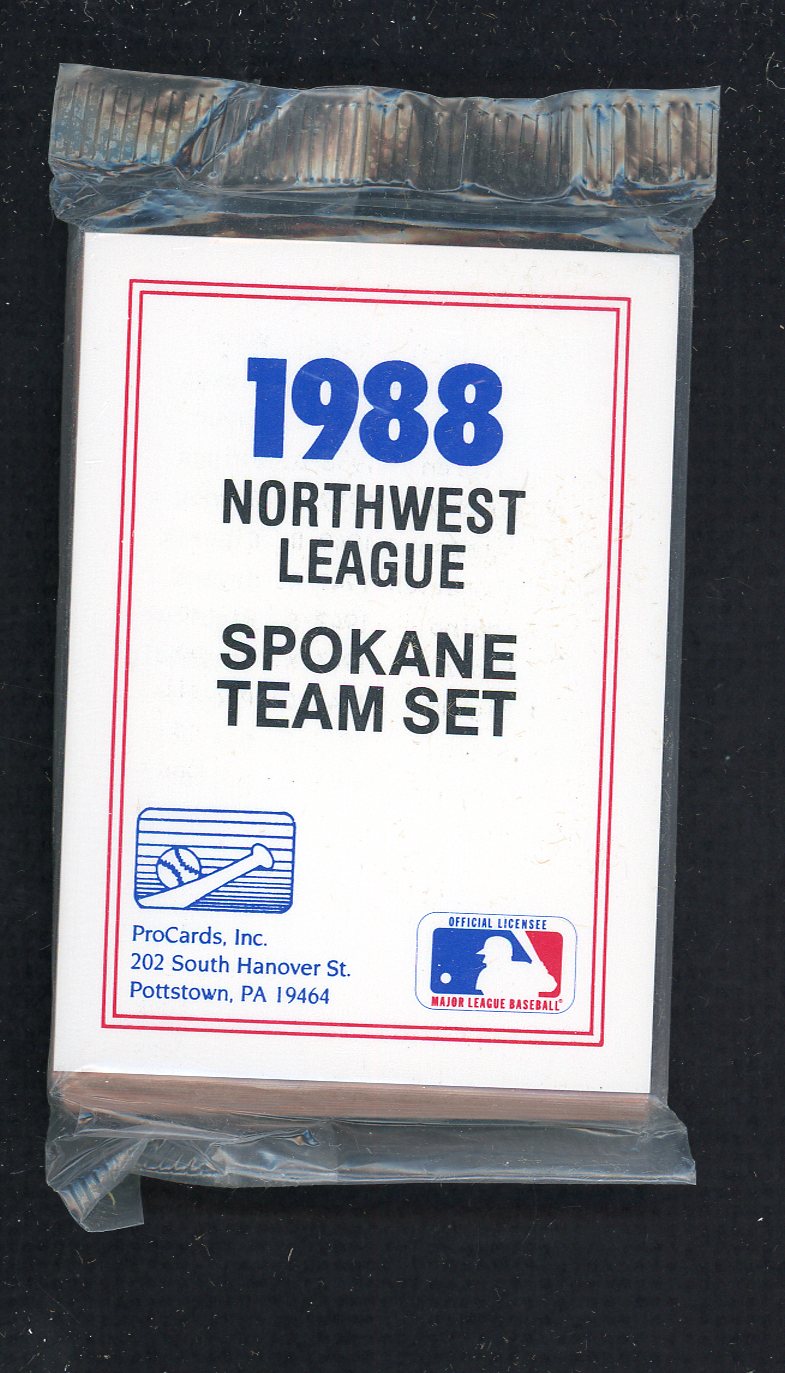 1988
NORTHWEST
LEAGUE
SPOKANE
TEAM SET
ProCards, Inc.
202 South Hanover St.
Pottstown, PA 19464
OFFICIAL LICENSEE
MAJOR LEAGUE BASEBALL®